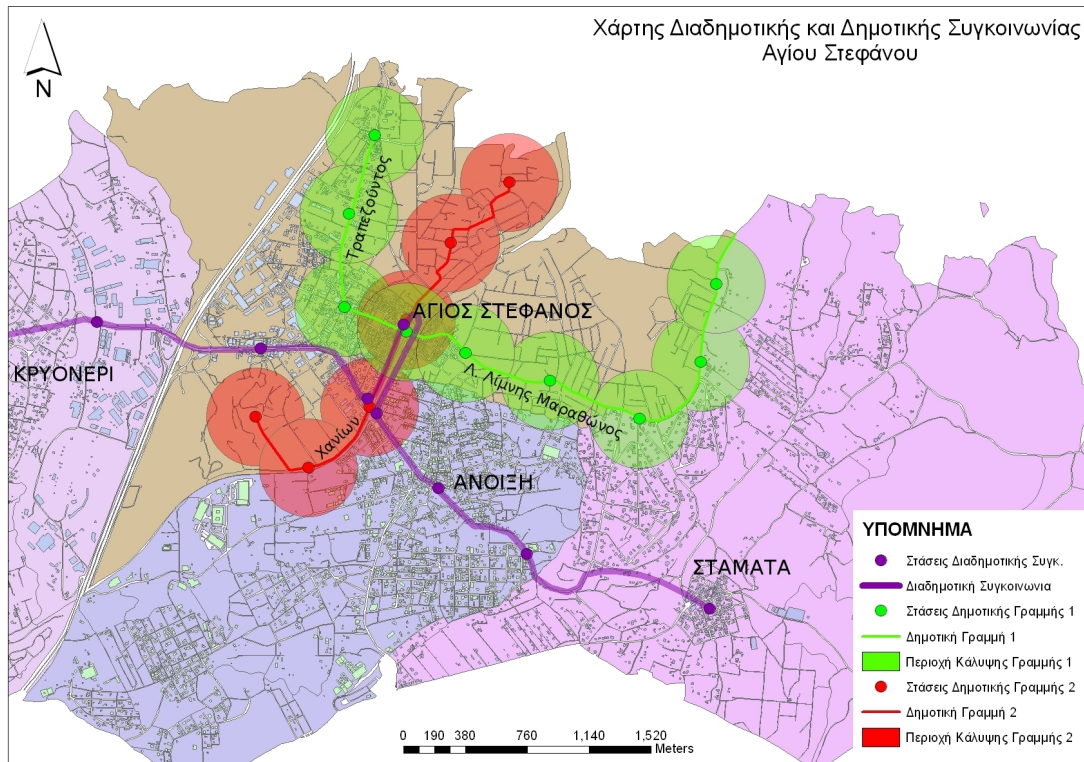 Χάρτης Διαδημοτικής και Δημοτικής Συγκοινωνίας
Αγίου Στεφάνου
N
Τραπεζούντος
ΑΓΙΟΣ ΣΤΕΦΑΝΟΣ
ΚΡΥΟΝΕΡΙ
Λ. Λίμνης Μαραθώνος
Χανίων
ΑΝΟΙΞΗ
ΣΤΑΜΑΤΑ
ΥΠΟΜΝΗΜΑ
Στάσεις Διαδημοτικής Συγκ.
Διαδημοτική Συγκοινωνια
Στάσεις Δημοτικής Γραμμής 1
Δημοτική Γραμμή 1
Περιοχή Κάλυψης Γραμμής 1
Στάσεις Δημοτικής Γραμμής 2
Δημοτική Γραμμή 2
Περιοχή Κάλυψης Γραμμής 2
0 190 380 760 1,140 1,520
Meters